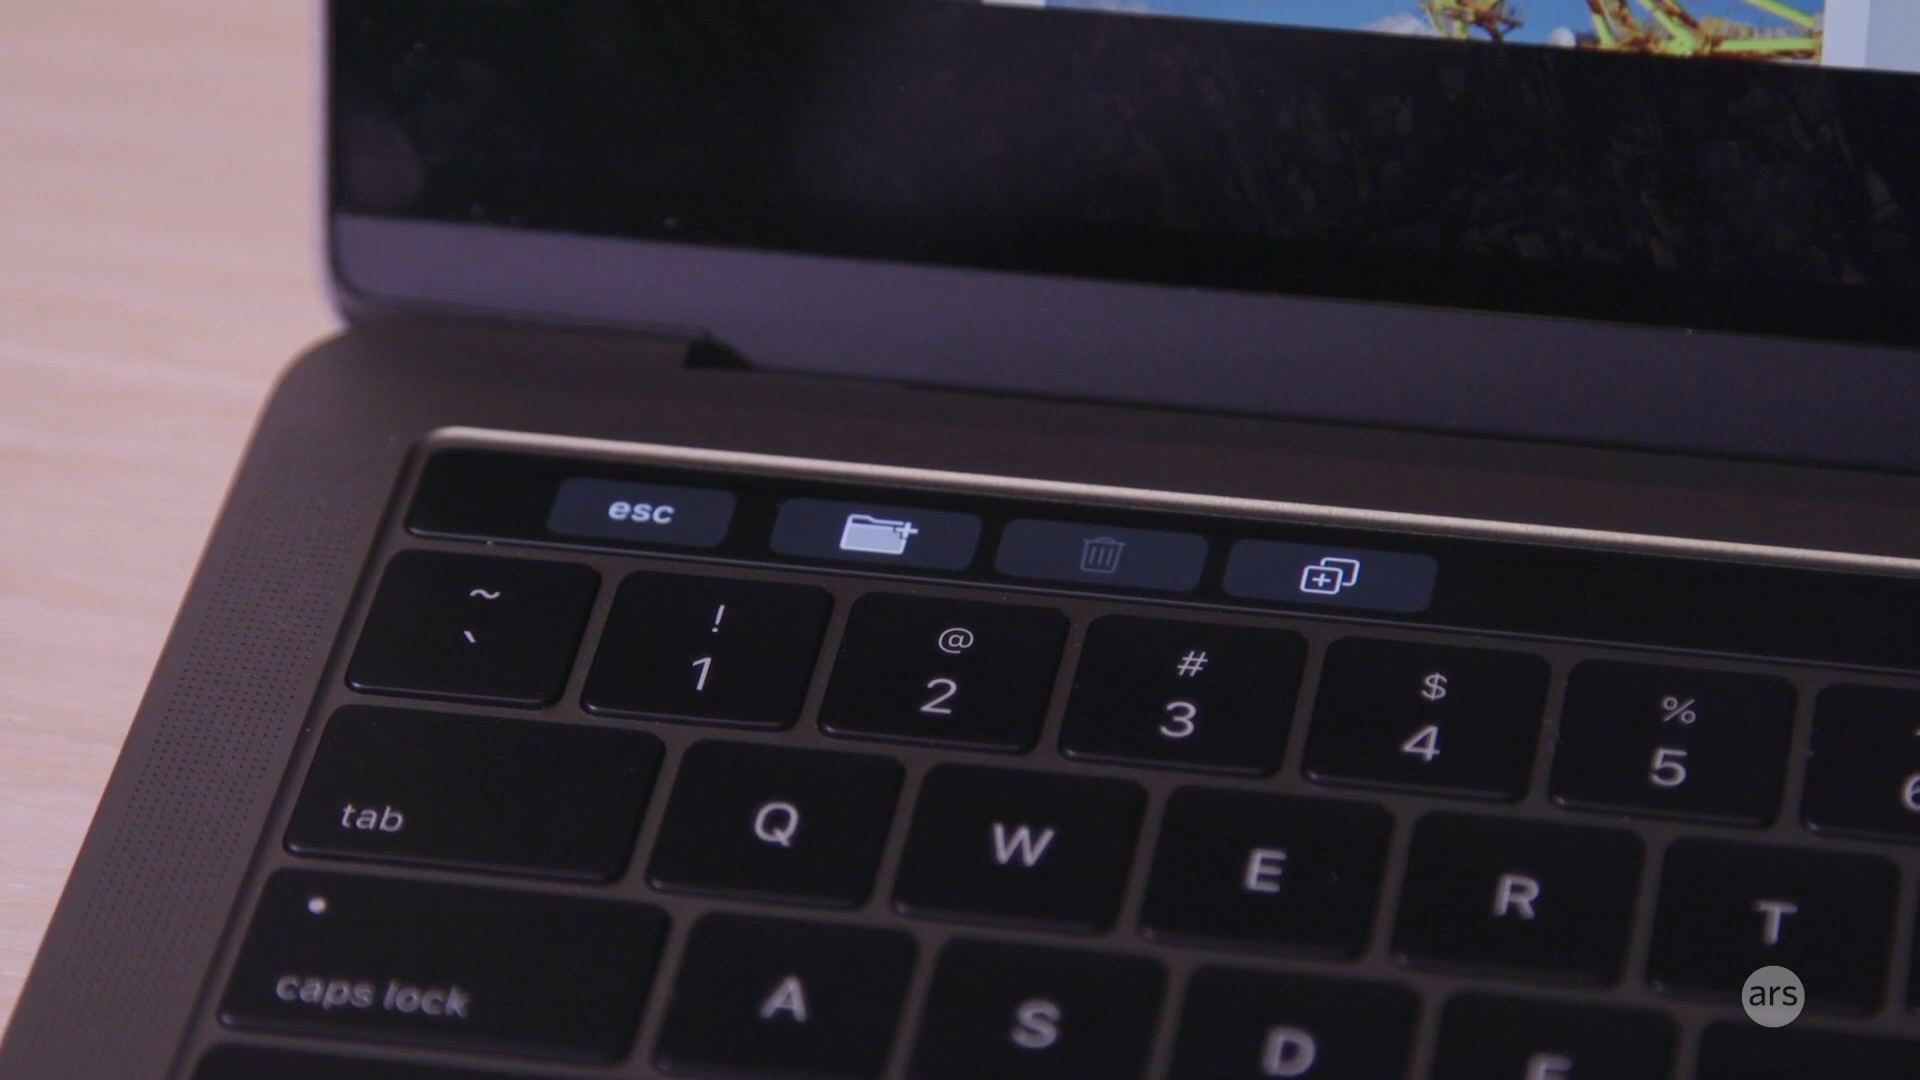 esc
~ ! @ # $ %
` 1 2 3 4 5
tab Q W E R T
caps lock A S D
ars